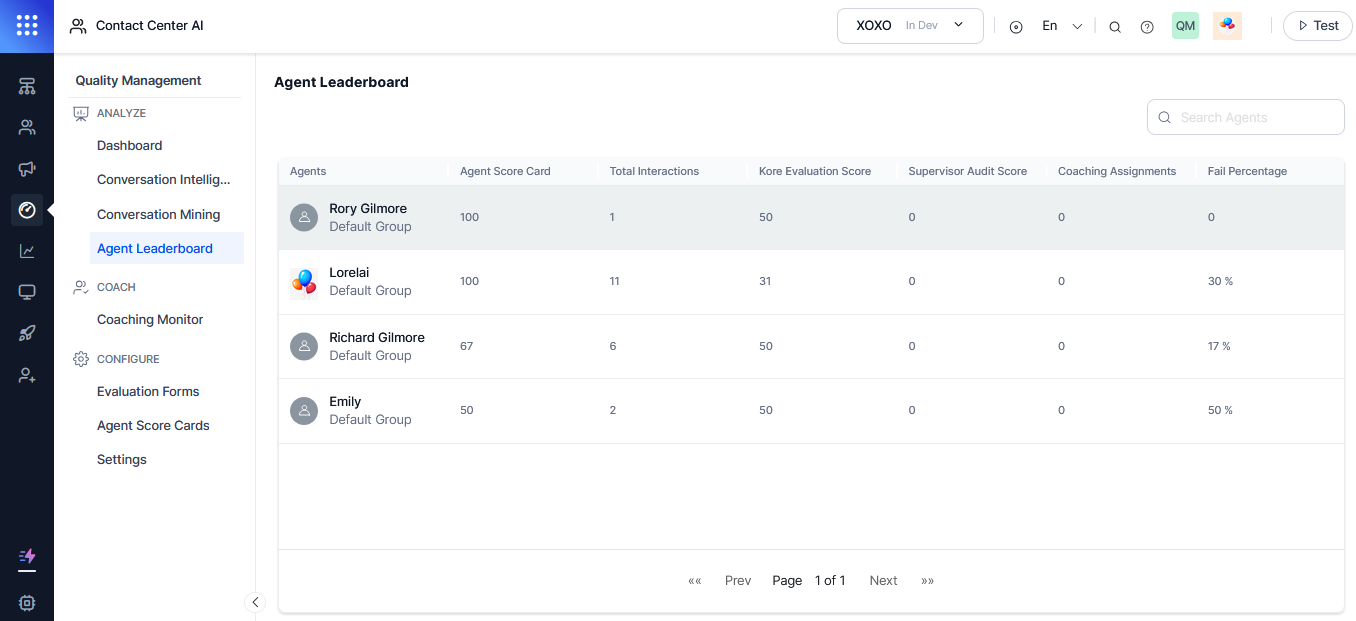 Contact Center AI
XOXO In Dev
En
QM
Test
Quality Management
ANALYZE
Dashboard
Conversation Intellig...
Conversation Mining
Agent Leaderboard
COACH
Coaching Monitor
CONFIGURE
Evaluation Forms
Agent Score Cards
Settings
Agent Leaderboard
Search Agents
Agents Agent Score Card Total Interactions Kore Evaluation Score Supervisor Audit Score Coaching Assignments Fail Percentage
Rory Gilmore
Default Group
100 1 50 0 0 0
Lorelai
Default Group
100 11 31 0 0 30 %
Richard Gilmore
Default Group
67 6 50 0 0 17 %
Emily
Default Group
50 2 50 0 0 50 %
«« Prev Page 1 of 1 Next »»